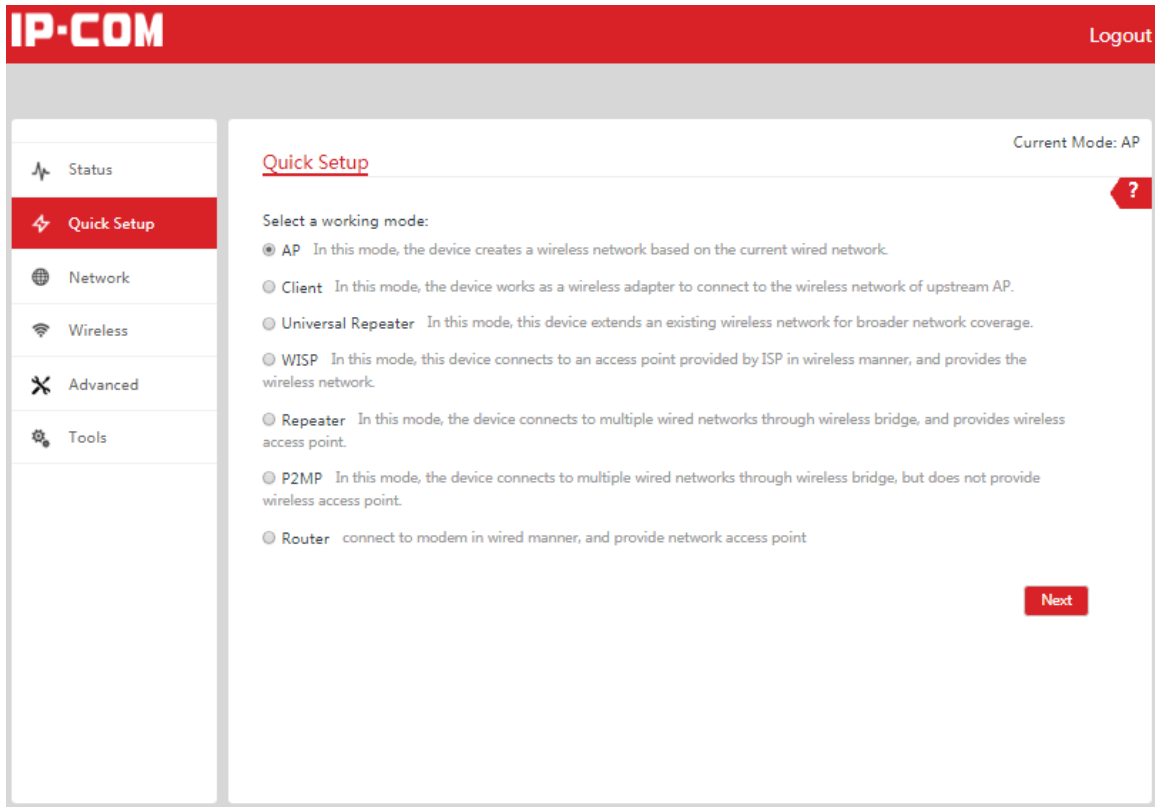 IP-COM
Logout
Current Mode: AP
Status
Quick Setup
Network
Wireless
Advanced
Tools
Quick Setup
?
Select a working mode:
AP In this mode, the device creates a wireless network based on the current wired network.
Client In this mode, the device works as a wireless adapter to connect to the wireless network of upstream AP.
Universal Repeater In this mode, this device extends an existing wireless network for broader network coverage.
WISP In this mode, this device connects to an access point provided by ISP in wireless manner, and provides the
wireless network.
Repeater In this mode, the device connects to multiple wired networks through wireless bridge, and provides wireless
access point.
P2MP In this mode, the device connects to multiple wired networks through wireless bridge, but does not provide
wireless access point.
Router connect to modem in wired manner, and provide network access point
Next